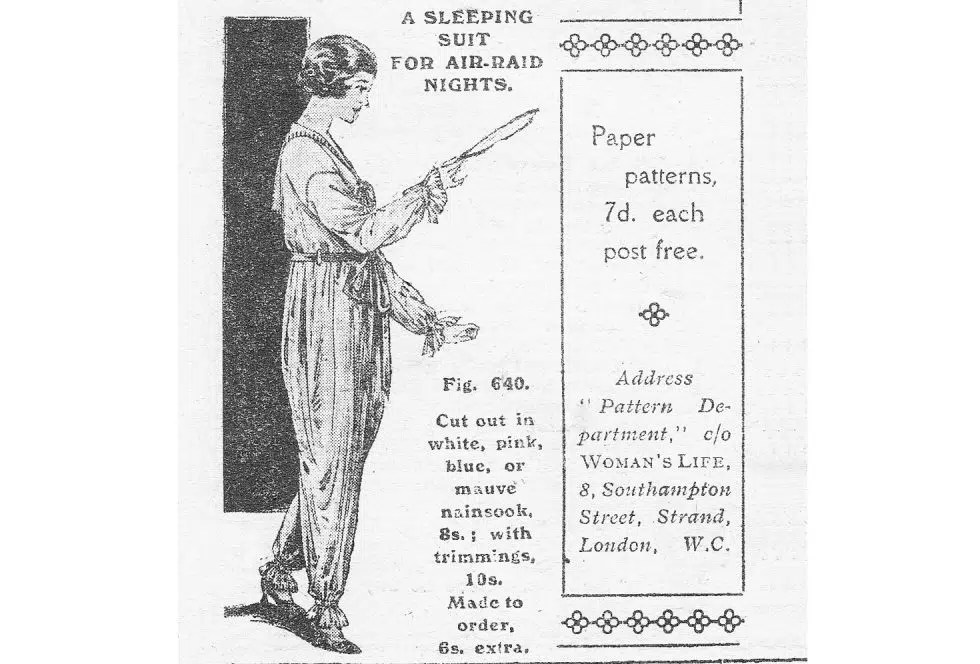 A SLEEPING
SUIT
FOR AIR-RAID
NIGHTS.
Fig. 640.
Cut out in
white, pink,
blue, or
mauve
nainsook,
8s.; with
trimmings,
10s.
Made to
order,
6s. extra.
Paper
patterns,
7d. each
post free.
Address
"Pattern De-
partment," c/o
WOMAN'S LIFE,
8, Southampton
Street, Strand,
London, W.C.